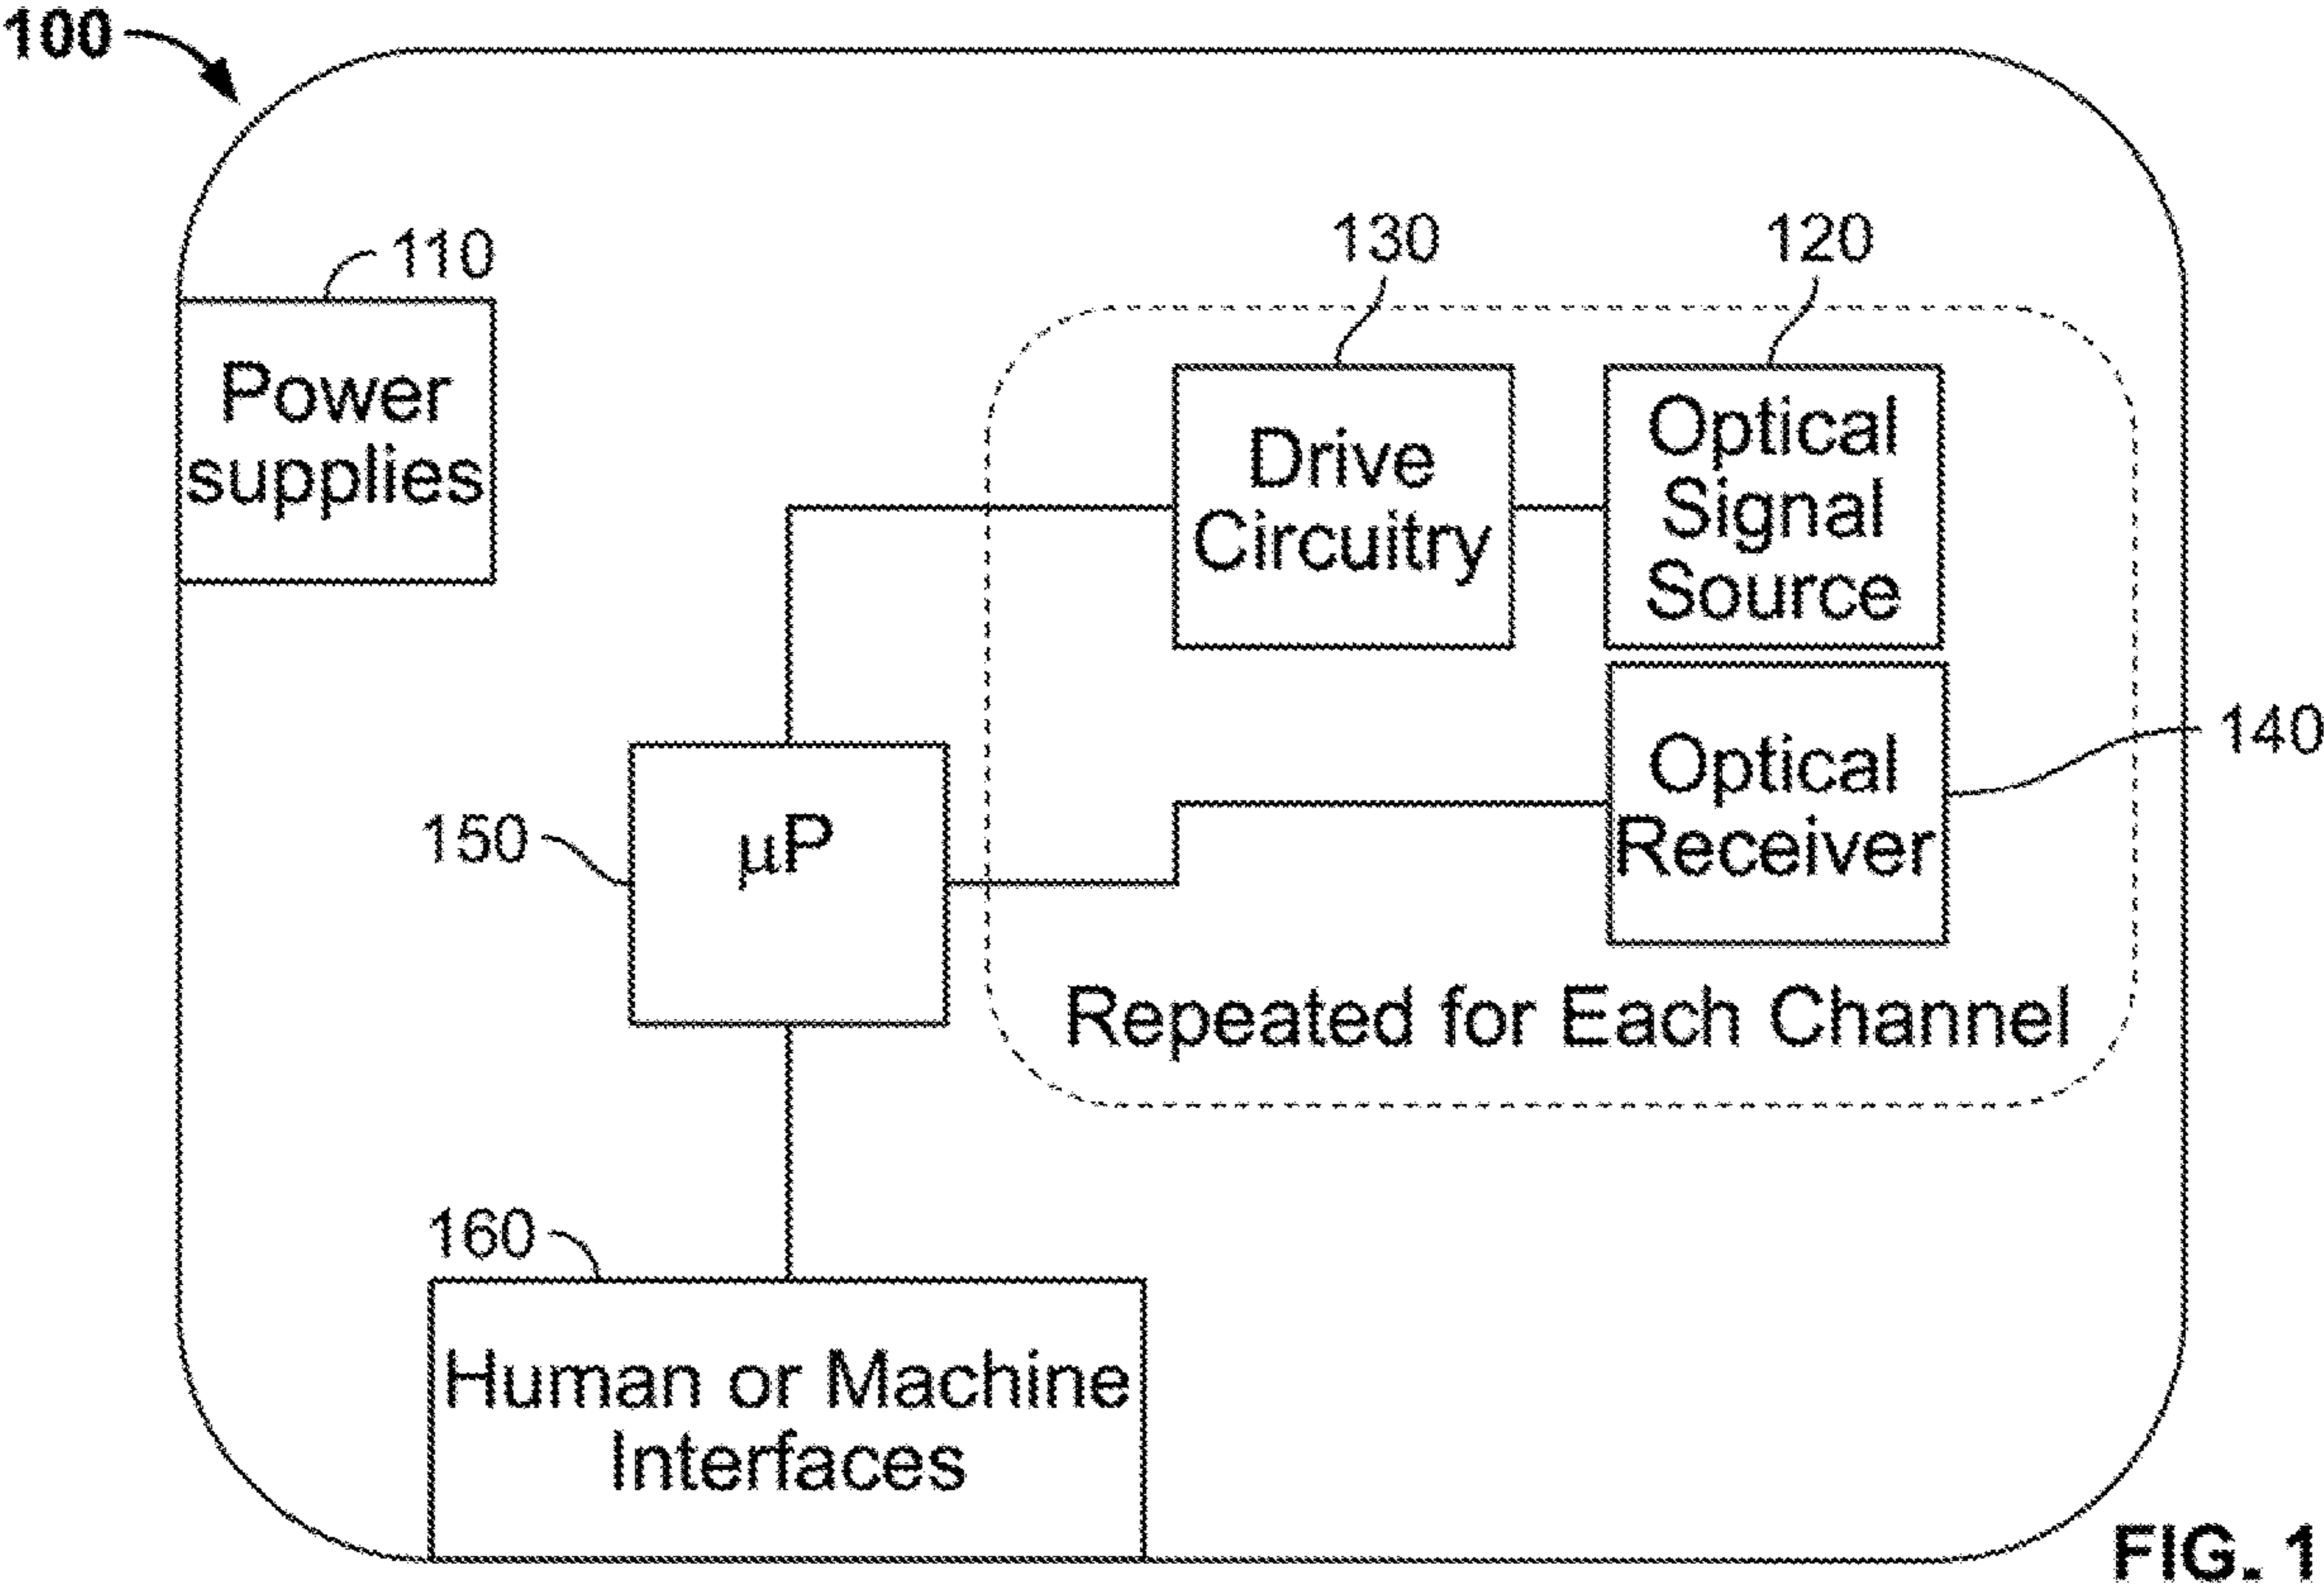 100
110
130
120
Power
supplies
Drive
Circuitry
Optical
Signal
Source
140
Optical
Receiver
150
µP
Repeated for Each Channel
160
Human or Machine
Interfaces
FIG. 1